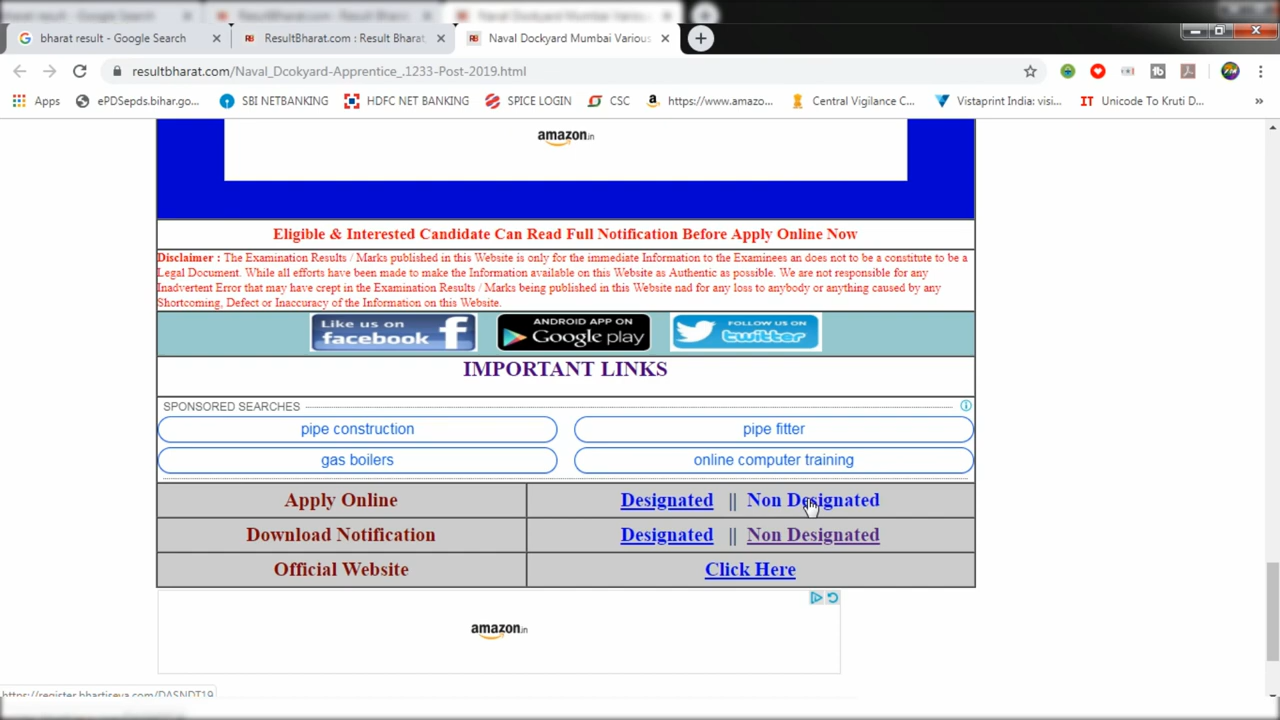 bharat result - Google Search
ResultBharat.com : Result Bharat
Naval Dockyard Mumbai Various
resultbharat.com/Naval_Dcokyard-Apprentice_.1233-Post-2019.html
Apps
ePDSepds.bihar.go...
SBI NETBANKING
HDFC NET BANKING
SPICE LOGIN
CSC
https://www.amazo...
Central Vigilance C...
Vistaprint India: visi...
Unicode To Kruti D...
»
amazon.in
Eligible & Interested Candidate Can Read Full Notification Before Apply Online Now
Disclaimer : The Examination Results / Marks published in this Website is only for the immediate Information to the Examinees an does not to be a constitute to be a
Legal Document. While all efforts have been made to make the Information available on this Website as Authentic as possible. We are not responsible for any
Inadvertent Error that may have crept in the Examination Results / Marks being published in this Website nad for any loss to anybody or anything caused by any
Shortcoming, Defect or Inaccuracy of the Information on this Website.
Like us on
facebook
ANDROID APP ON
Google play
FOLLOW US ON
twitter
IMPORTANT LINKS
SPONSORED SEARCHES
pipe construction
pipe fitter
gas boilers
online computer training
Apply Online
Designated || Non Designated
Download Notification
Designated || Non Designated
Official Website
Click Here
amazon.in
https://register.bhartiseva.com/DASNDT19